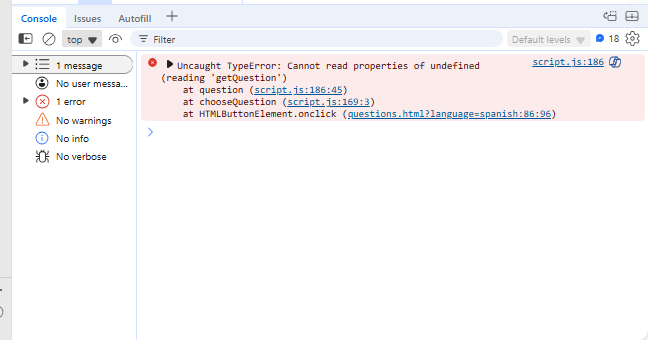 Console Issues Autofill
top Filter Default levels 18
1 message
No user messa...
1 error
No warnings
No info
No verbose
Uncaught TypeError: Cannot read properties of undefined script.js:186
(reading 'getQuestion')
at question (script.js:186:45)
at chooseQuestion (script.js:169:3)
at HTMLButtonElement.onclick (questions.html?language=spanish:86:96)